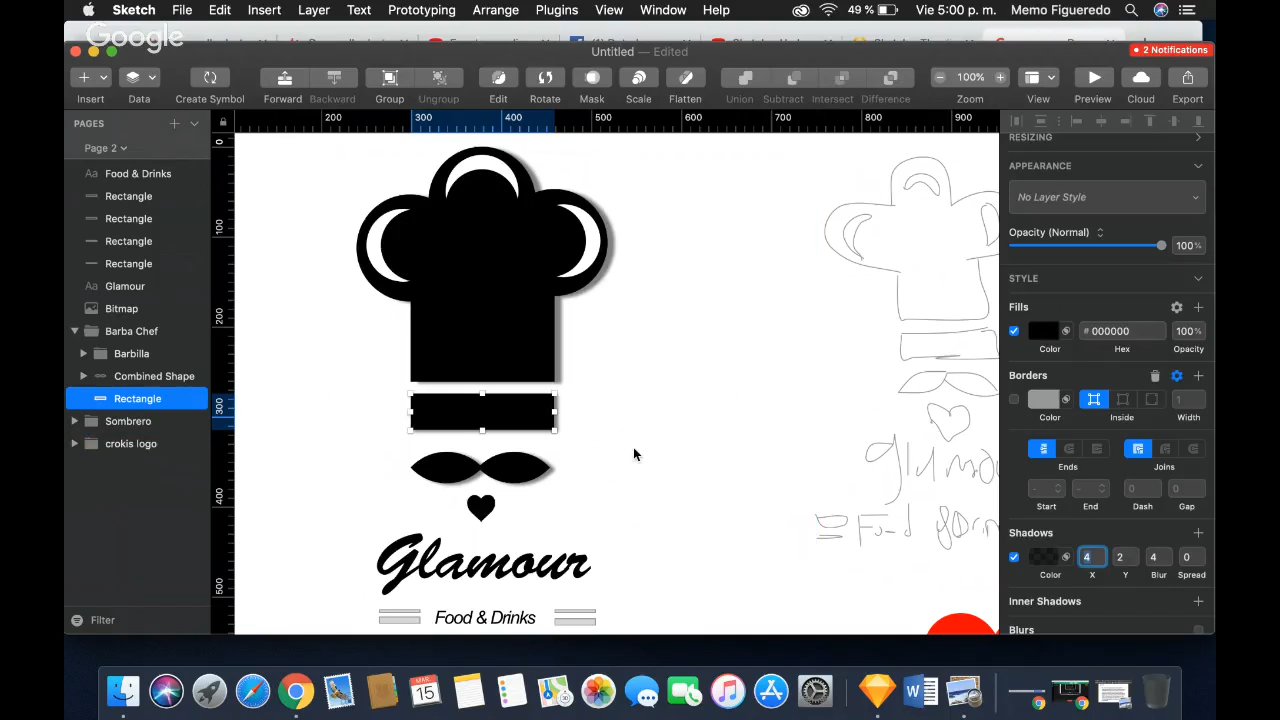 Sketch File Edit Insert Layer Text Prototyping Arrange Plugins View Window Help 49 % Vie 5:00 p. m. Memo Figueredo
Google
Untitled — Edited
2 Notifications
Insert Data Create Symbol Forward Backward Group Ungroup Edit Rotate Mask Scale Flatten Union Subtract Intersect Difference 100% Zoom View Preview Cloud Export
PAGES
Page 2
Food & Drinks
Rectangle
Rectangle
Rectangle
Rectangle
Glamour
Bitmap
Barba Chef
Barbilla
Combined Shape
Rectangle
Sombrero
crokis logo
Filter
200 300 400 500 600 700 800 900
0
100
200
300
400
500
Glamour
Food & Drinks
RESIZING
APPEARANCE
No Layer Style
Opacity (Normal)
100%
STYLE
Fills
# 000000 100%
Color Hex Opacity
Borders
1
Color Inside Width
Ends Joins
- - 0 0
Start End Dash Gap
Shadows
4 2 4 0
Color X Y Blur Spread
Inner Shadows
Blurs
MAR
15